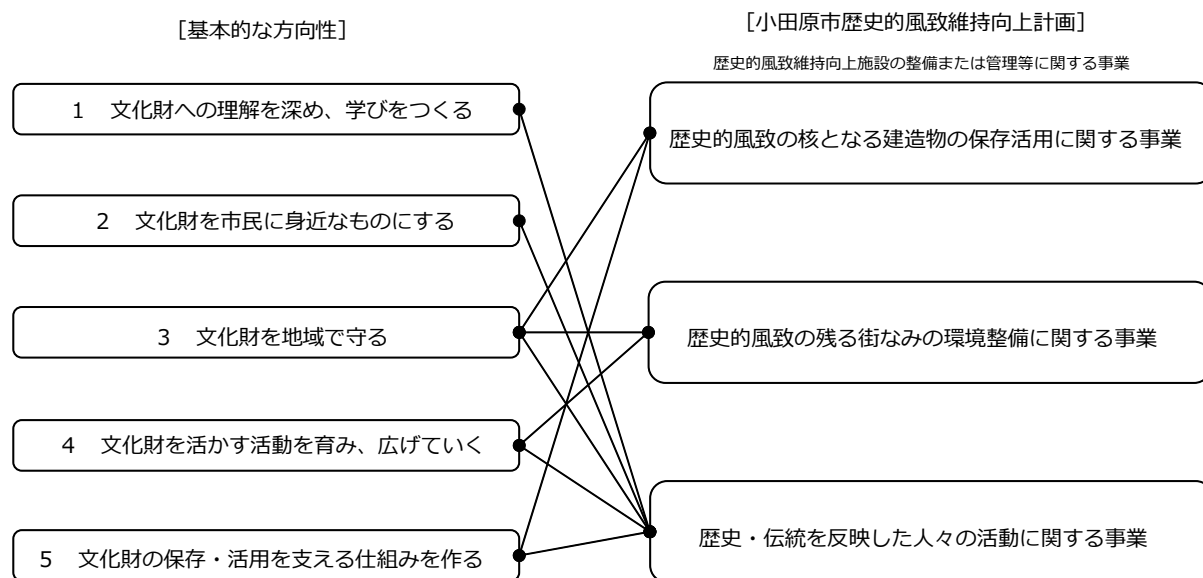 ［基本的な方向性］
1　文化財への理解を深め、学びをつくる
2　文化財を市民に身近なものにする
3　文化財を地域で守る
4　文化財を活かす活動を育み、広げていく
5　文化財の保存・活用を支える仕組みを作る
［小田原市歴史的風致維持向上計画］
歴史的風致維持向上施設の整備または管理等に関する事業
歴史的風致の核となる建造物の保存活用に関する事業
歴史的風致の残る街なみの環境整備に関する事業
歴史・伝統を反映した人々の活動に関する事業